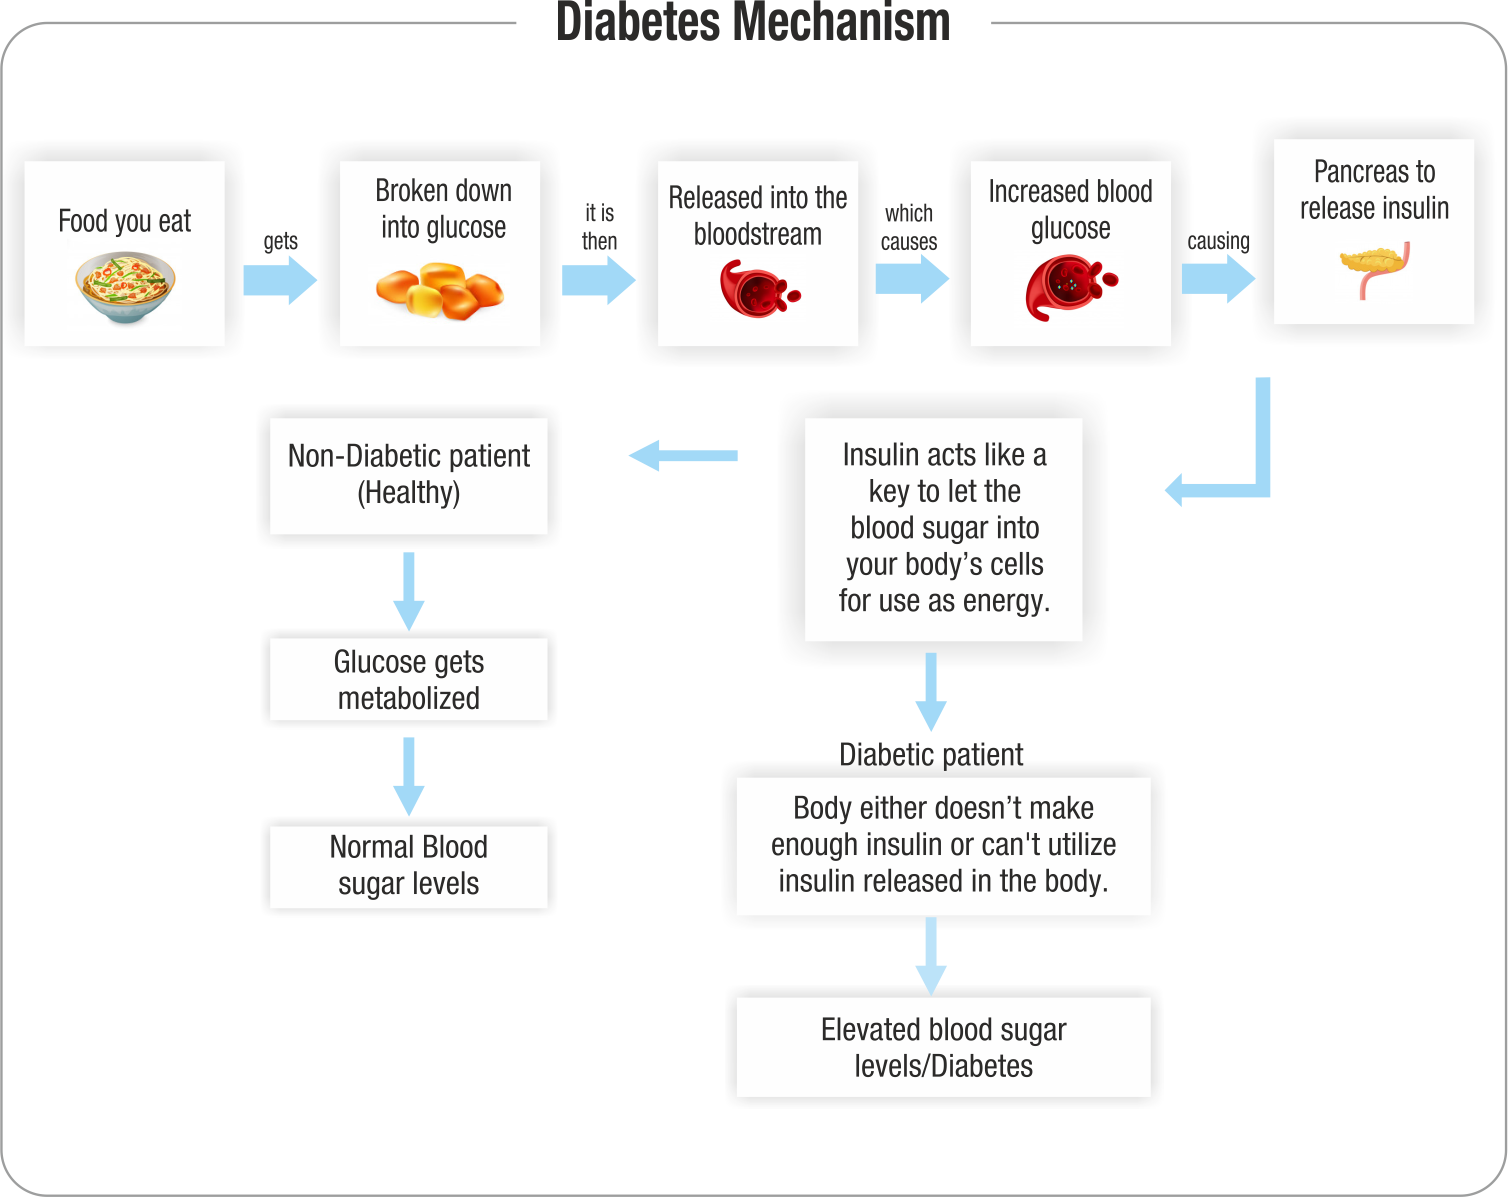 Diabetes Mechanism
Food you eat
gets
Broken down
into glucose
it is
then
Released into the
bloodstream
which
causes
Increased blood
glucose
causing
Pancreas to
release insulin
Insulin acts like a
key to let the
blood sugar into
your body’s cells
for use as energy.
Non-Diabetic patient
(Healthy)
Glucose gets
metabolized
Normal Blood
sugar levels
Diabetic patient
Body either doesn’t make
enough insulin or can't utilize
insulin released in the body.
Elevated blood sugar
levels/Diabetes